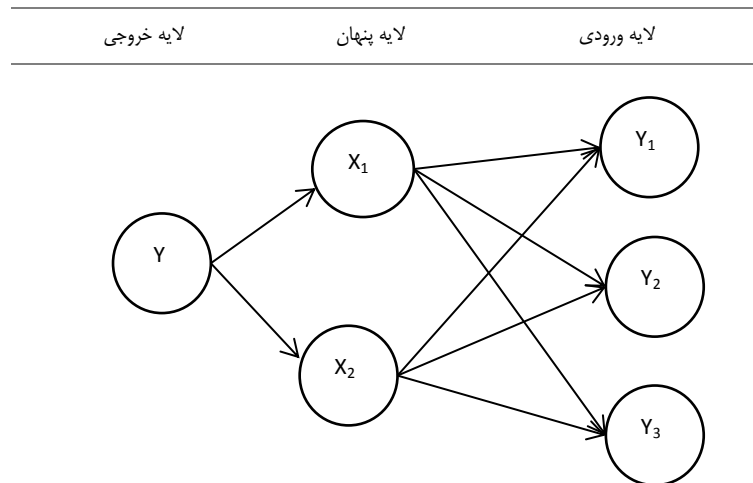 لایه ورودی لایه پنهان لایه خروجی
Y₁
X₁
Y
Y₂
X₂
Y₃